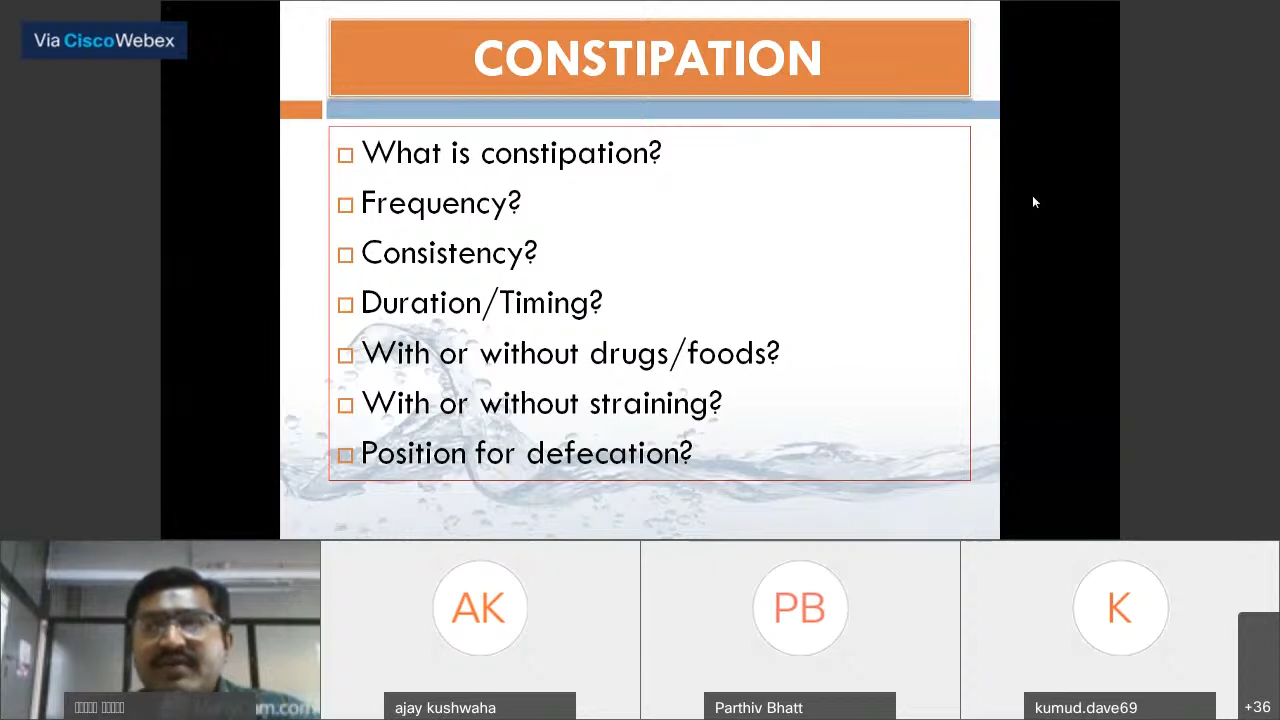 Via CiscoWebex
CONSTIPATION
What is constipation?
Frequency?
Consistency?
Duration/Timing?
With or without drugs/foods?
With or without straining?
Position for defecation?
AK
PB
K
ajay kushwaha
Parthiv Bhatt
kumud.dave69
+36